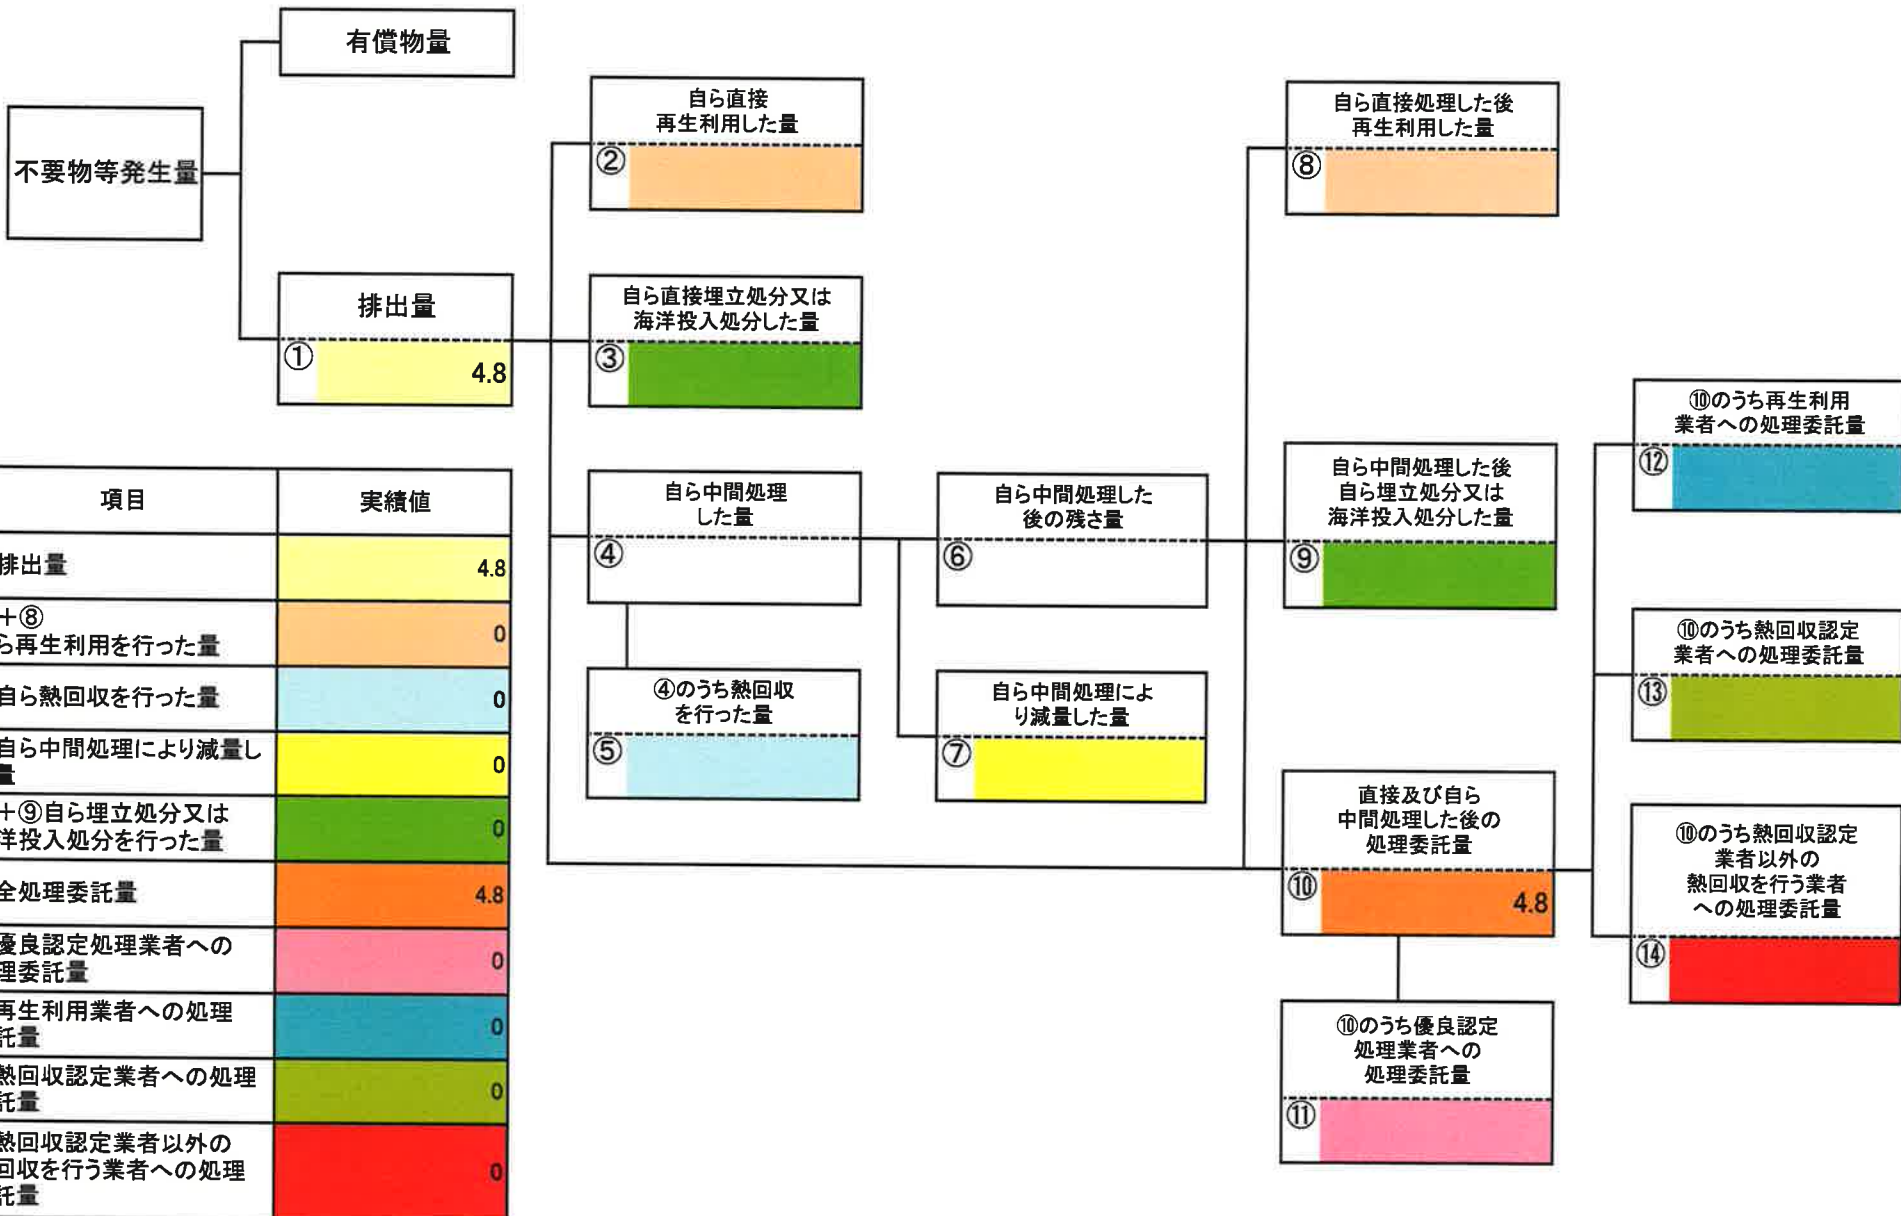 有償物量
不要物等発生量
排出量
①
4.8
自ら直接
再生利用した量
②
自ら直接埋立処分又は
海洋投入処分した量
③
自ら中間処理
した量
④
④のうち熱回収
を行った量
⑤
自ら中間処理した
後の残さ量
⑥
自ら中間処理によ
り減量した量
⑦
自ら直接処理した後
再生利用した量
⑧
自ら中間処理した後
自ら埋立処分又は
海洋投入処分した量
⑨
直接及び自ら
中間処理した後の
処理委託量
⑩
4.8
⑩のうち優良認定
処理業者への
処理委託量
⑪
⑩のうち再生利用
業者への処理委託量
⑫
⑩のうち熱回収認定
業者への処理委託量
⑬
⑩のうち熱回収認定
業者以外の
熱回収を行う業者
への処理委託量
⑭
項目 実績値
排出量 4.8
+⑧
ら再生利用を行った量 0
自ら熱回収を行った量 0
自ら中間処理により減量し
量 0
+⑨自ら埋立処分又は
洋投入処分を行った量 0
全処理委託量 4.8
優良認定処理業者への
理委託量 0
再生利用業者への処理
託量 0
熱回収認定業者への処理
託量 0
熱回収認定業者以外の
回収を行う業者への処理
託量 0